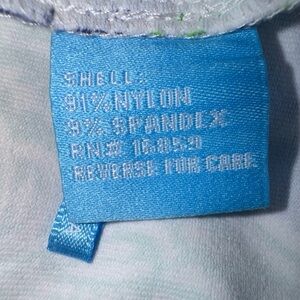 SHELL:
91% NYLON
9% SPANDEX
RN# 16859
REVERSE FOR CARE